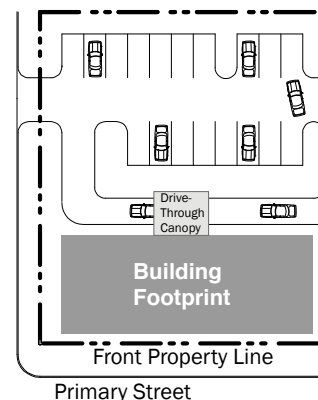 Drive-
Through
Canopy
Building
Footprint
Front Property Line
Primary Street